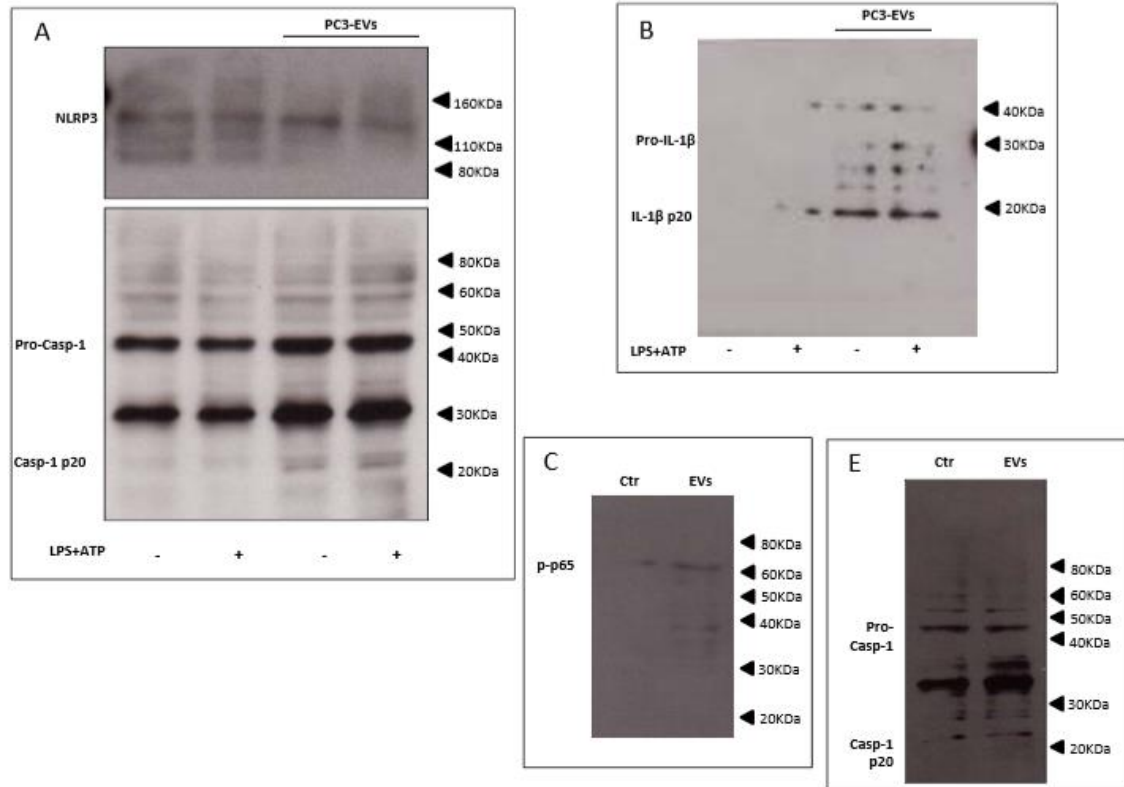 A
PC3-EVs
NLRP3
160KDa
110KDa
80KDa
80KDa
60KDa
Pro-Casp-1
50KDa
40KDa
30KDa
Casp-1 p20
20KDa
LPS+ATP - + - +
B
PC3-EVs
40KDa
Pro-IL-1β
30KDa
IL-1β p20
20KDa
LPS+ATP - + - +
C
Ctr EVs
80KDa
p-p65
60KDa
50KDa
40KDa
30KDa
20KDa
E
Ctr EVs
80KDa
60KDa
50KDa
Pro-
Casp-1
40KDa
30KDa
Casp-1
p20
20KDa